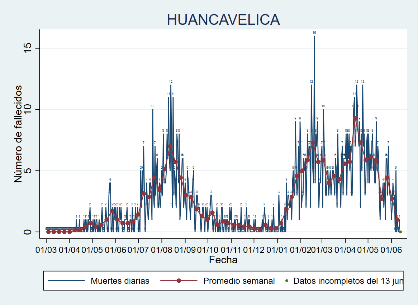 HUANCAVELICA
Número de fallecidos
15
10
5
0
01/03 01/04 01/05 01/06 01/07 01/08 01/09 01/10 01/11 01/12 01/01 01/02 01/03 01/04 01/05 01/06
Fecha
Muertes diarias Promedio semanal Datos incompletos del 13 jun